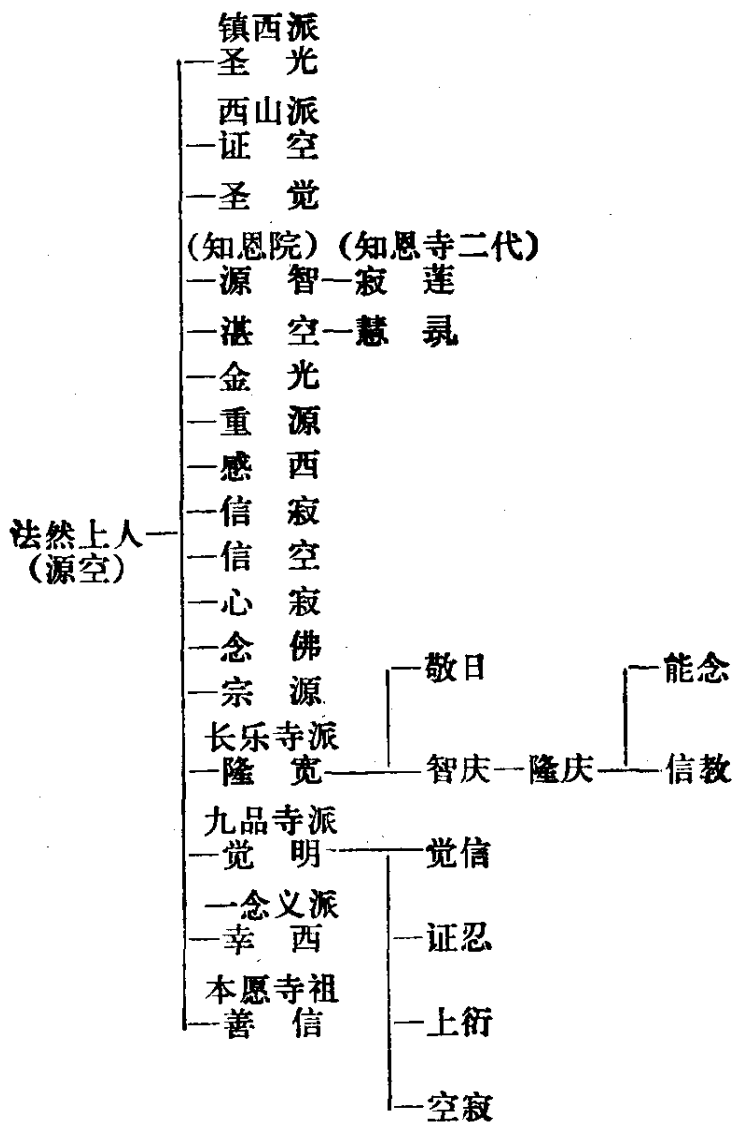 镇西派
圣光
西山派
证空
圣觉
(知恩院) (知恩寺二代)
源智 寂莲
湛空 慧
金光
重源
感西
信寂
法然上人
(源空)
信空
心寂
念佛
宗源
敬日 能念
长乐寺派
隆宽 智庆 隆庆 信教
九品寺派
觉明 觉信
一念义派
幸西 证忍
本愿寺祖
善信 上衍
空寂